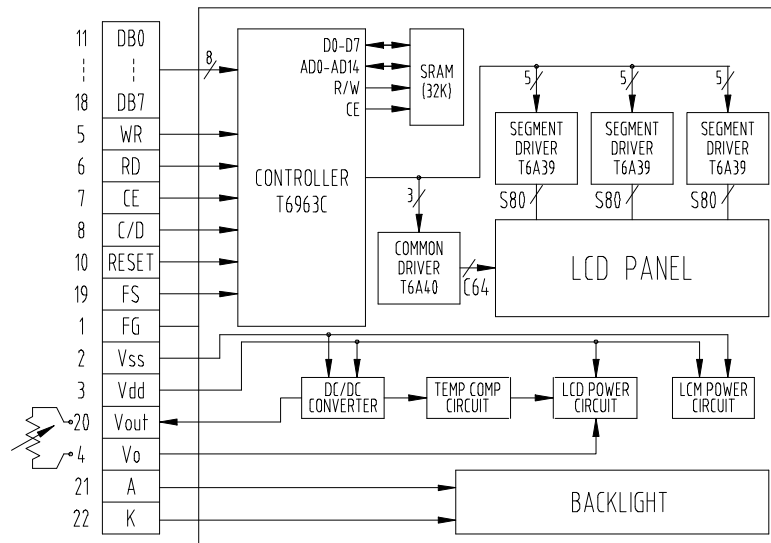 11 DB0
18 DB7
5 WR
6 RD
7 CE
8 C/D
10 RESET
19 FS
1 FG
2 Vss
3 Vdd
20 Vout
4 Vo
21 A
22 K
8
CONTROLLER
T6963C
D0-D7
AD0-AD14
R/W
CE
SRAM
(32K)
5 5 5
SEGMENT
DRIVER
T6A39
SEGMENT
DRIVER
T6A39
SEGMENT
DRIVER
T6A39
S80 S80 S80
3
COMMON
DRIVER
T6A40
C64
LCD PANEL
DC/DC
CONVERTER
TEMP COMP
CIRCUIT
LCD POWER
CIRCUIT
LCM POWER
CIRCUIT
BACKLIGHT